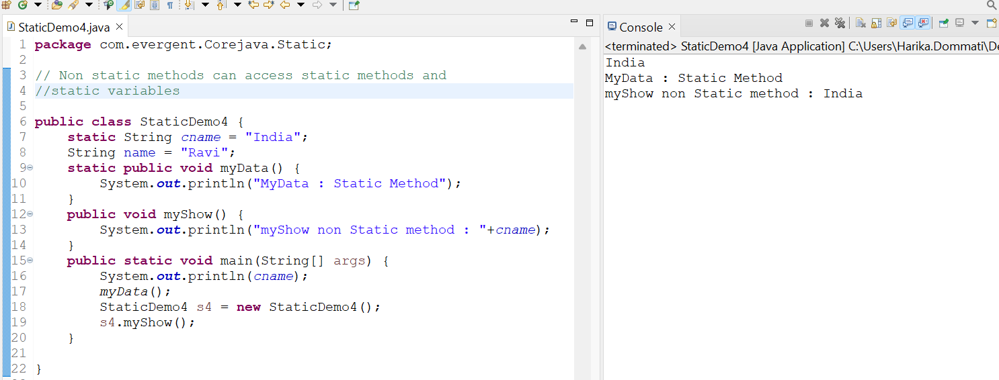 StaticDemo4.java
1 package com.evergent.Corejava.Static;
2
3 // Non static methods can access static methods and
4 //static variables
5
6 public class StaticDemo4 {
7     static String cname = "India";
8     String name = "Ravi";
9     static public void myData() {
10         System.out.println("MyData : Static Method");
11     }
12     public void myShow() {
13         System.out.println("myShow non Static method : "+cname);
14     }
15     public static void main(String[] args) {
16         System.out.println(cname);
17         myData();
18         StaticDemo4 s4 = new StaticDemo4();
19         s4.myShow();
20     }
21
22 }
Console
<terminated> StaticDemo4 [Java Application] C:\Users\Harika.Dommati\De
India
MyData : Static Method
myShow non Static method : India